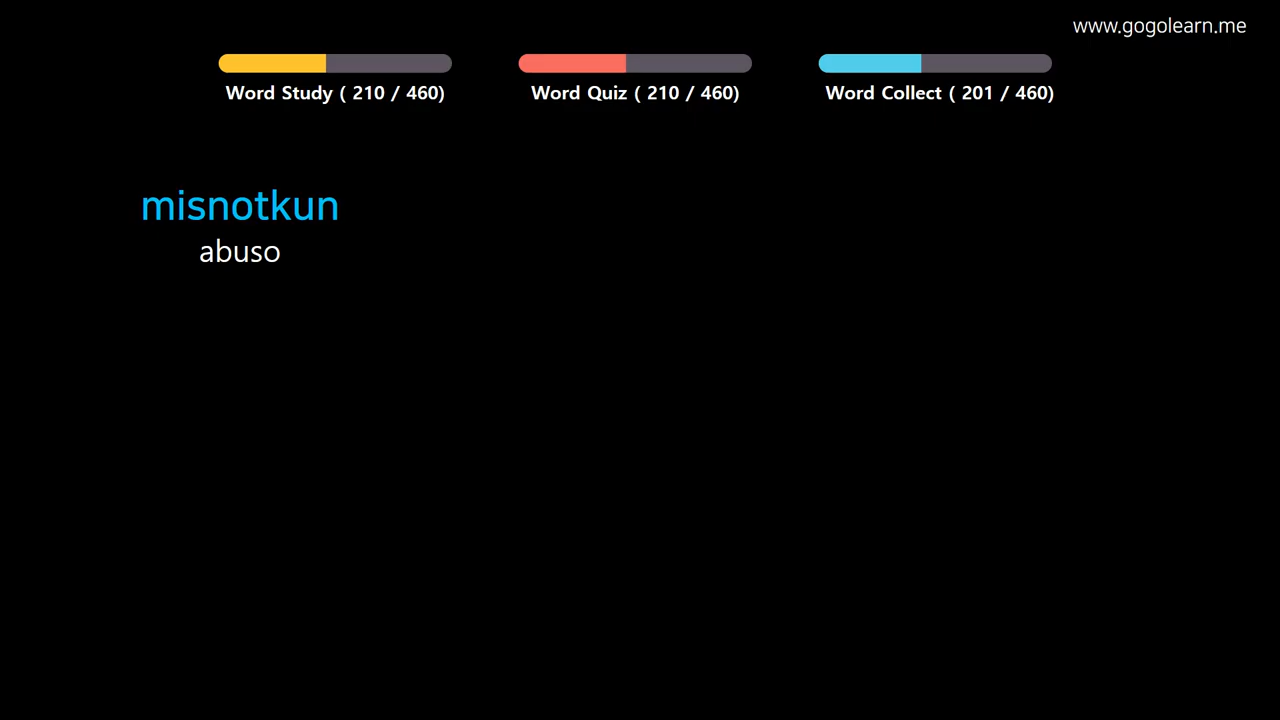 www.gogolearn.me
Word Study ( 210 / 460)
Word Quiz ( 210 / 460)
Word Collect ( 201 / 460)
misnotkun
abuso